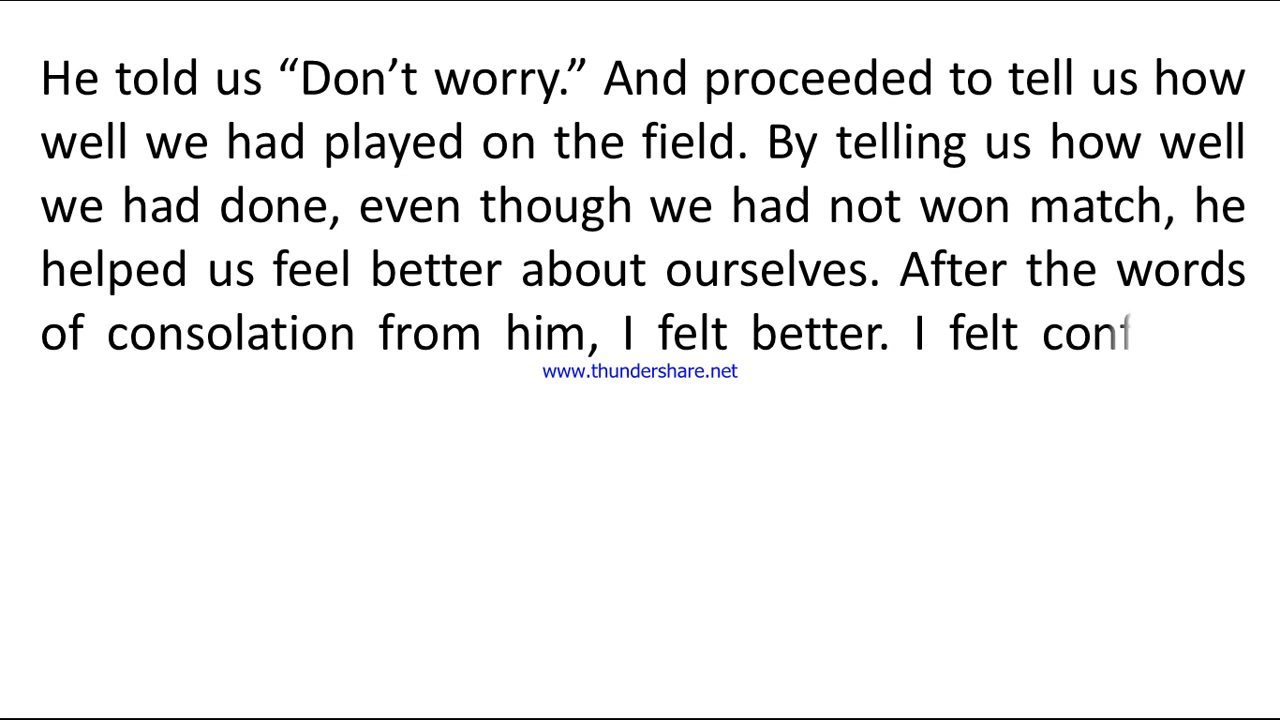 He told us “Don’t worry.” And proceeded to tell us how
well we had played on the field. By telling us how well
we had done, even though we had not won match, he
helped us feel better about ourselves. After the words
of consolation from him, I felt better. I felt
www.thundershare.net